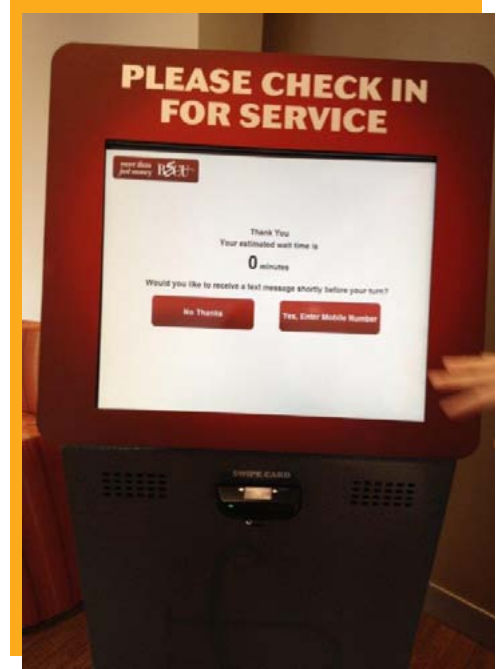 PLEASE CHECK IN
FOR SERVICE
more than
just money RSCU
Thank You
Your estimated wait time is
0 minutes
Would you like to receive a text message shortly before your turn?
No Thanks
Yes, Enter Mobile Number
SWIPE CARD